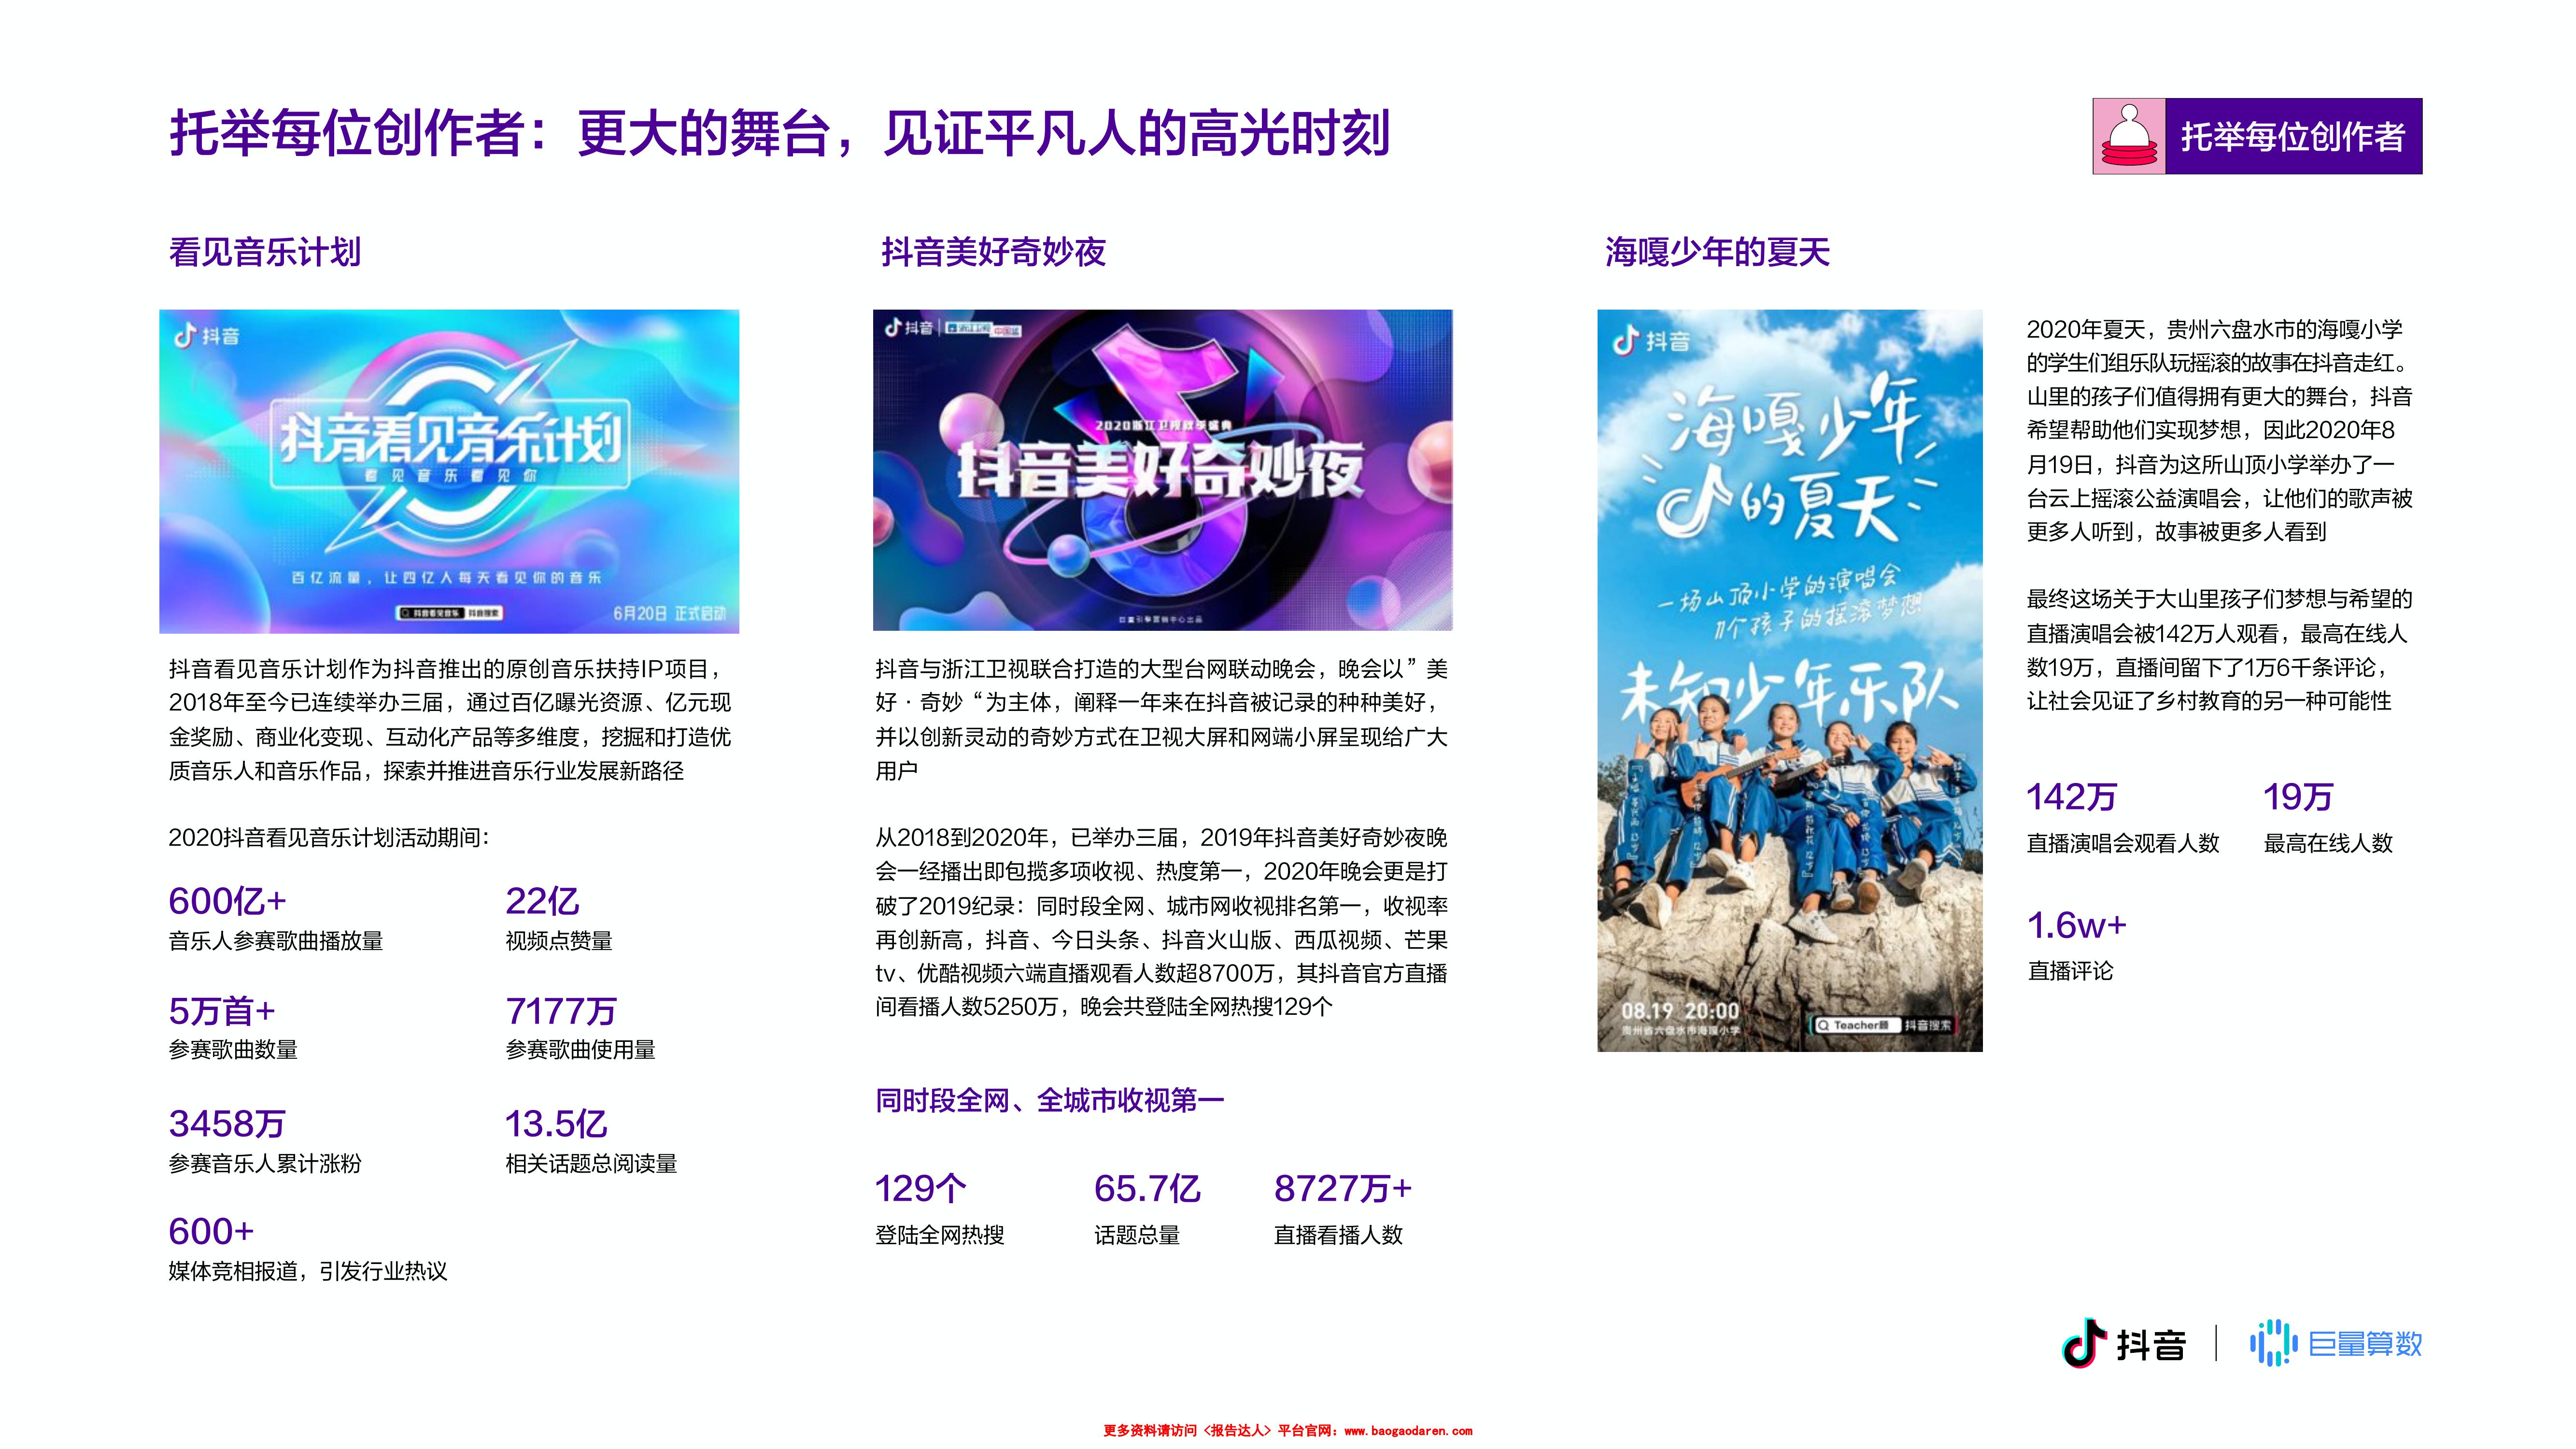 托举每位创作者：更大的舞台，见证平凡人的高光时刻
托举每位创作者
看见音乐计划
抖音
抖音看见音乐计划
看见音乐看见你
百亿流量，让四亿人每天看见你的音乐
抖音看见音乐 抖音搜索
6月20日 正式启动
抖音看见音乐计划作为抖音推出的原创音乐扶持IP项目，
2018年至今已连续举办三届，通过百亿曝光资源、亿元现
金奖励、商业化变现、互动化产品等多维度，挖掘和打造优
质音乐人和音乐作品，探索并推进音乐行业发展新路径
2020抖音看见音乐计划活动期间：
600亿+
音乐人参赛歌曲播放量
22亿
视频点赞量
5万首+
参赛歌曲数量
7177万
参赛歌曲使用量
3458万
参赛音乐人累计涨粉
13.5亿
相关话题总阅读量
600+
媒体竞相报道，引发行业热议
抖音美好奇妙夜
抖音 浙江卫视 中国蓝
2020浙江卫视秋季盛典
抖音美好奇妙夜
巨量引擎营销中心出品
抖音与浙江卫视联合打造的大型台网联动晚会，晚会以”美
好·奇妙“为主体，阐释一年来在抖音被记录的种种美好，
并以创新灵动的奇妙方式在卫视大屏和网端小屏呈现给广大
用户
从2018到2020年，已举办三届，2019年抖音美好奇妙夜晚
会一经播出即包揽多项收视、热度第一，2020年晚会更是打
破了2019纪录：同时段全网、城市网收视排名第一，收视率
再创新高，抖音、今日头条、抖音火山版、西瓜视频、芒果
tv、优酷视频六端直播观看人数超8700万，其抖音官方直播
间看播人数5250万，晚会共登陆全网热搜129个
同时段全网、全城市收视第一
129个
登陆全网热搜
65.7亿
话题总量
8727万+
直播看播人数
海嘎少年的夏天
抖音
海嘎少年
的夏天
一场山顶小学的演唱会
11个孩子的摇滚梦想
未知少年乐队
08.19 20:00
贵州省六盘水市海嘎小学
Teacher顾 抖音搜索
2020年夏天，贵州六盘水市的海嘎小学
的学生们组乐队玩摇滚的故事在抖音走红。
山里的孩子们值得拥有更大的舞台，抖音
希望帮助他们实现梦想，因此2020年8
月19日，抖音为这所山顶小学举办了一
台云上摇滚公益演唱会，让他们的歌声被
更多人听到，故事被更多人看到
最终这场关于大山里孩子们梦想与希望的
直播演唱会被142万人观看，最高在线人
数19万，直播间留下了1万6千条评论，
让社会见证了乡村教育的另一种可能性
142万
直播演唱会观看人数
19万
最高在线人数
1.6w+
直播评论
抖音
巨量算数
更多资料请访问<报告达人>平台官网：www.baogaodaren.com